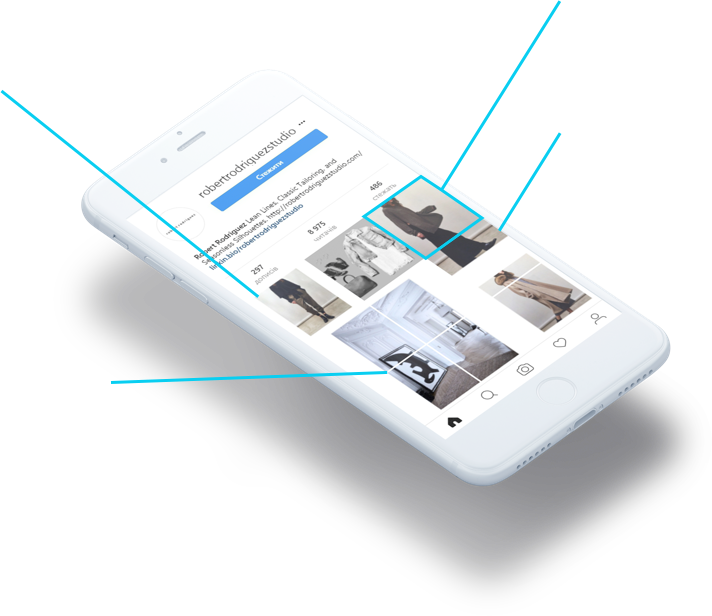 robertrodriguezstudio
Стежити
Robert Rodriguez Lean Lines, Classic Tailoring, and
Seasonless Silhouettes. http://robertrodriguezstudio.com/
linkin.bio/robertrodriguezstudio
297
дописів
8 975
читачів
486
стежить